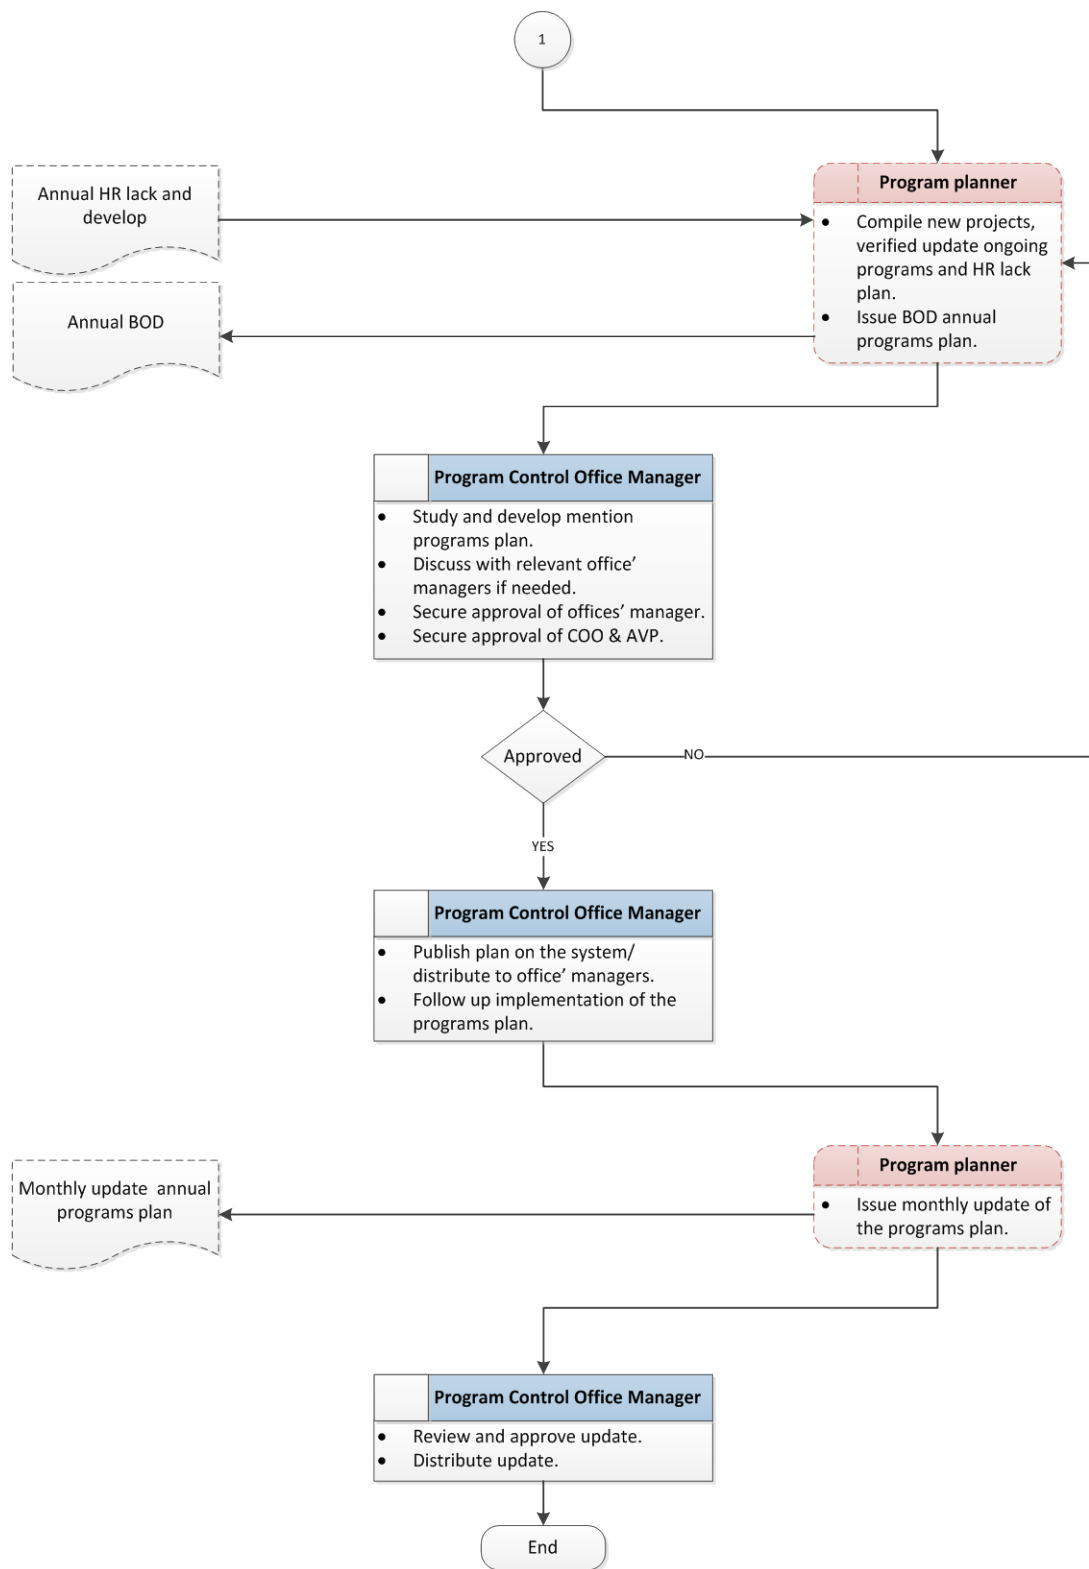 1
Program planner
• Compile new projects,
verified update ongoing
programs and HR lack
plan.
• Issue BOD annual
programs plan.
Annual HR lack and
develop
Annual BOD
Program Control Office Manager
• Study and develop mention
programs plan.
• Discuss with relevant office’
managers if needed.
• Secure approval of offices’ manager.
• Secure approval of COO & AVP.
Approved
NO
YES
Program Control Office Manager
• Publish plan on the system/
distribute to office’ managers.
• Follow up implementation of the
programs plan.
Program planner
• Issue monthly update of
the programs plan.
Monthly update annual
programs plan
Program Control Office Manager
• Review and approve update.
• Distribute update.
End